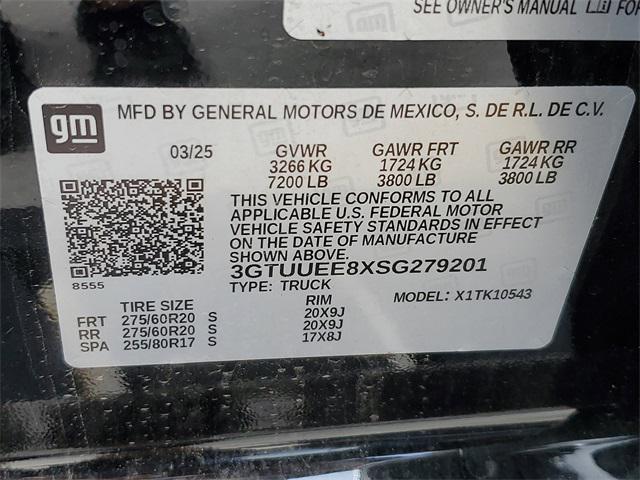 SEE OWNER'S MANUAL
gm
MFD BY GENERAL MOTORS DE MEXICO, S. DE R.L. DE C.V.
03/25 GVWR GAWR FRT GAWR RR
3266 KG 1724 KG 1724 KG
7200 LB 3800 LB 3800 LB
THIS VEHICLE CONFORMS TO ALL
APPLICABLE U.S. FEDERAL MOTOR
VEHICLE SAFETY STANDARDS IN EFFECT
ON THE DATE OF MANUFACTURE
SHOWN ABOVE.
3GTUUEE8XSG279201
8555
TYPE: TRUCK
MODEL: X1TK10543
TIRE SIZE RIM
FRT 275/60R20 S 20X9J
RR 275/60R20 S 20X9J
SPA 255/80R17 S 17X8J